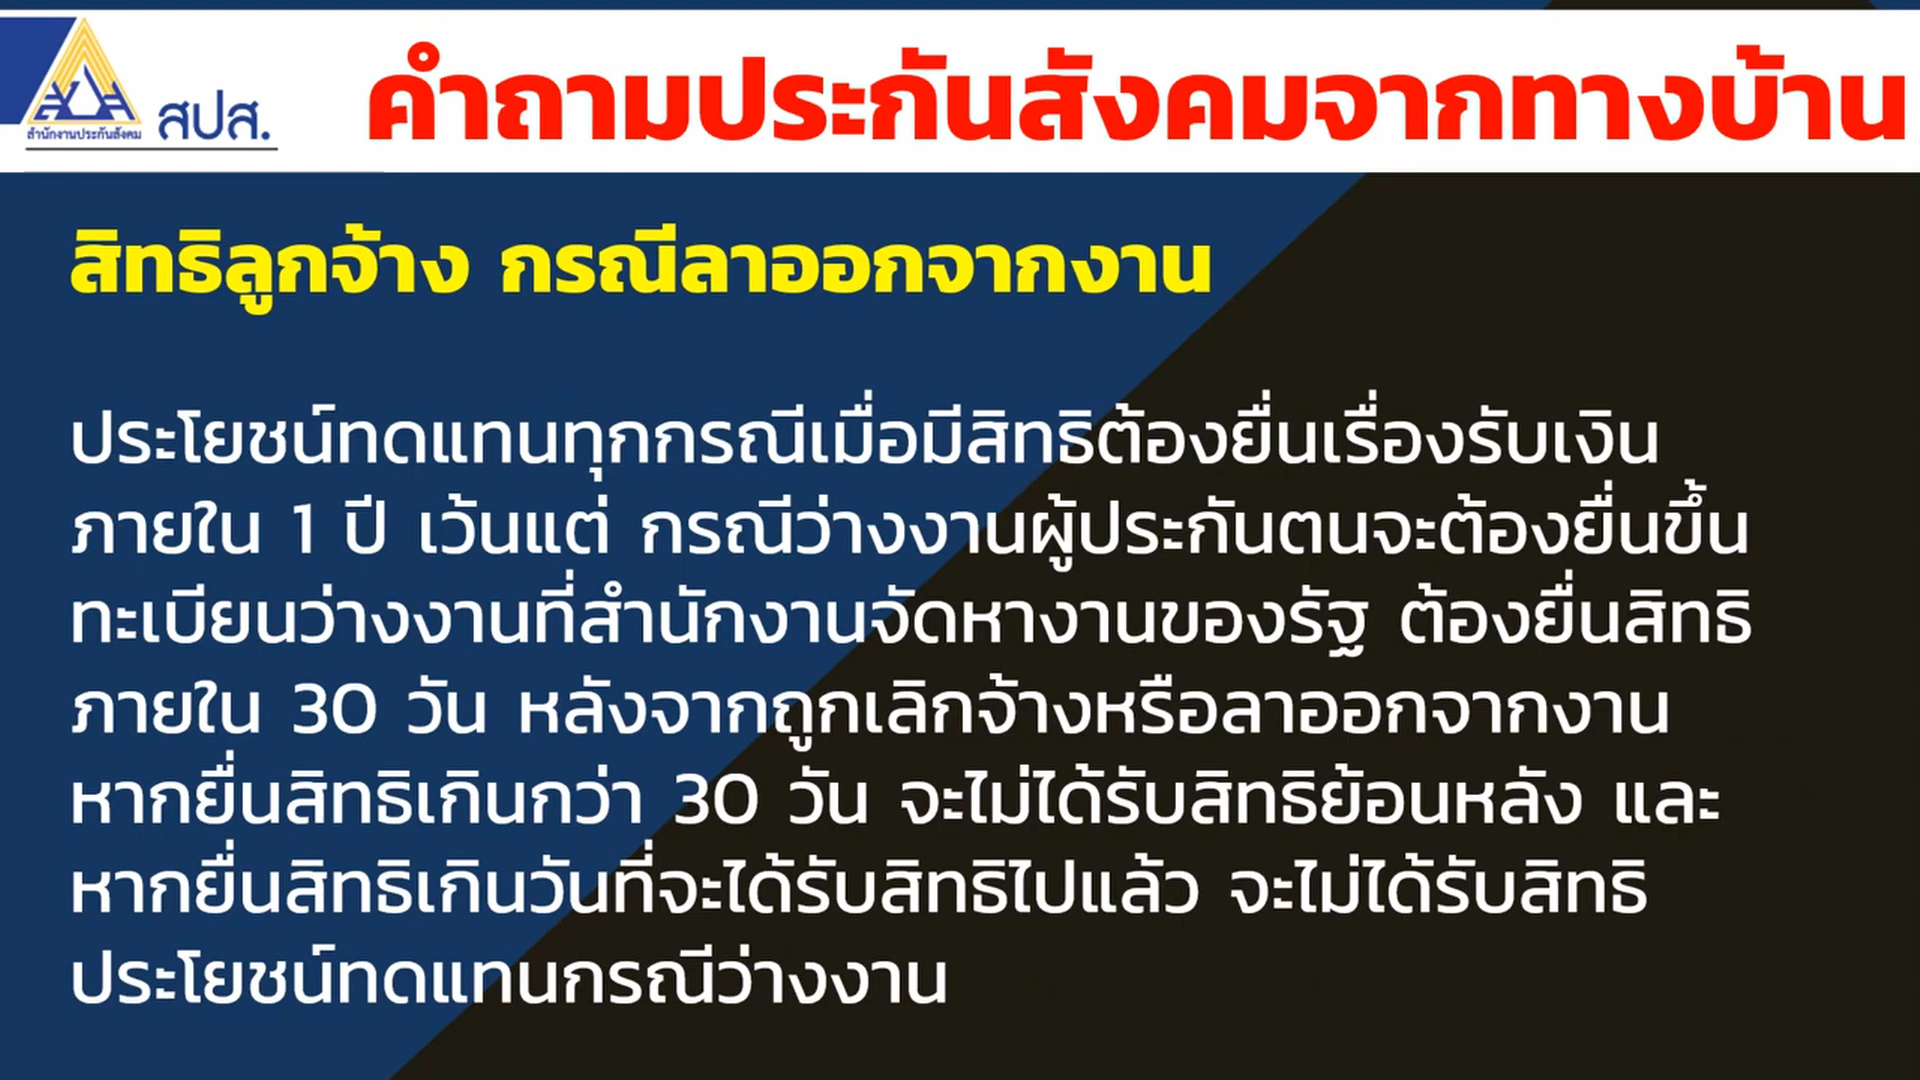 สำนักงานประกันสังคม
สปส.
คำถามประกันสังคมจากทางบ้าน
สิทธิลูกจ้าง กรณีลาออกจากงาน
ประโยชน์ทดแทนทุกกรณีเมื่อมีสิทธิต้องยื่นเรื่องรับเงิน
ภายใน 1 ปี เว้นแต่ กรณีว่างงานผู้ประกันตนจะต้องยื่นขึ้น
ทะเบียนว่างงานที่สำนักงานจัดหางานของรัฐ ต้องยื่นสิทธิ
ภายใน 30 วัน หลังจากถูกเลิกจ้างหรือลาออกจากงาน
หากยื่นสิทธิเกินกว่า 30 วัน จะไม่ได้รับสิทธิย้อนหลัง และ
หากยื่นสิทธิเกินวันที่จะได้รับสิทธิไปแล้ว จะไม่ได้รับสิทธิ
ประโยชน์ทดแทนกรณีว่างงาน